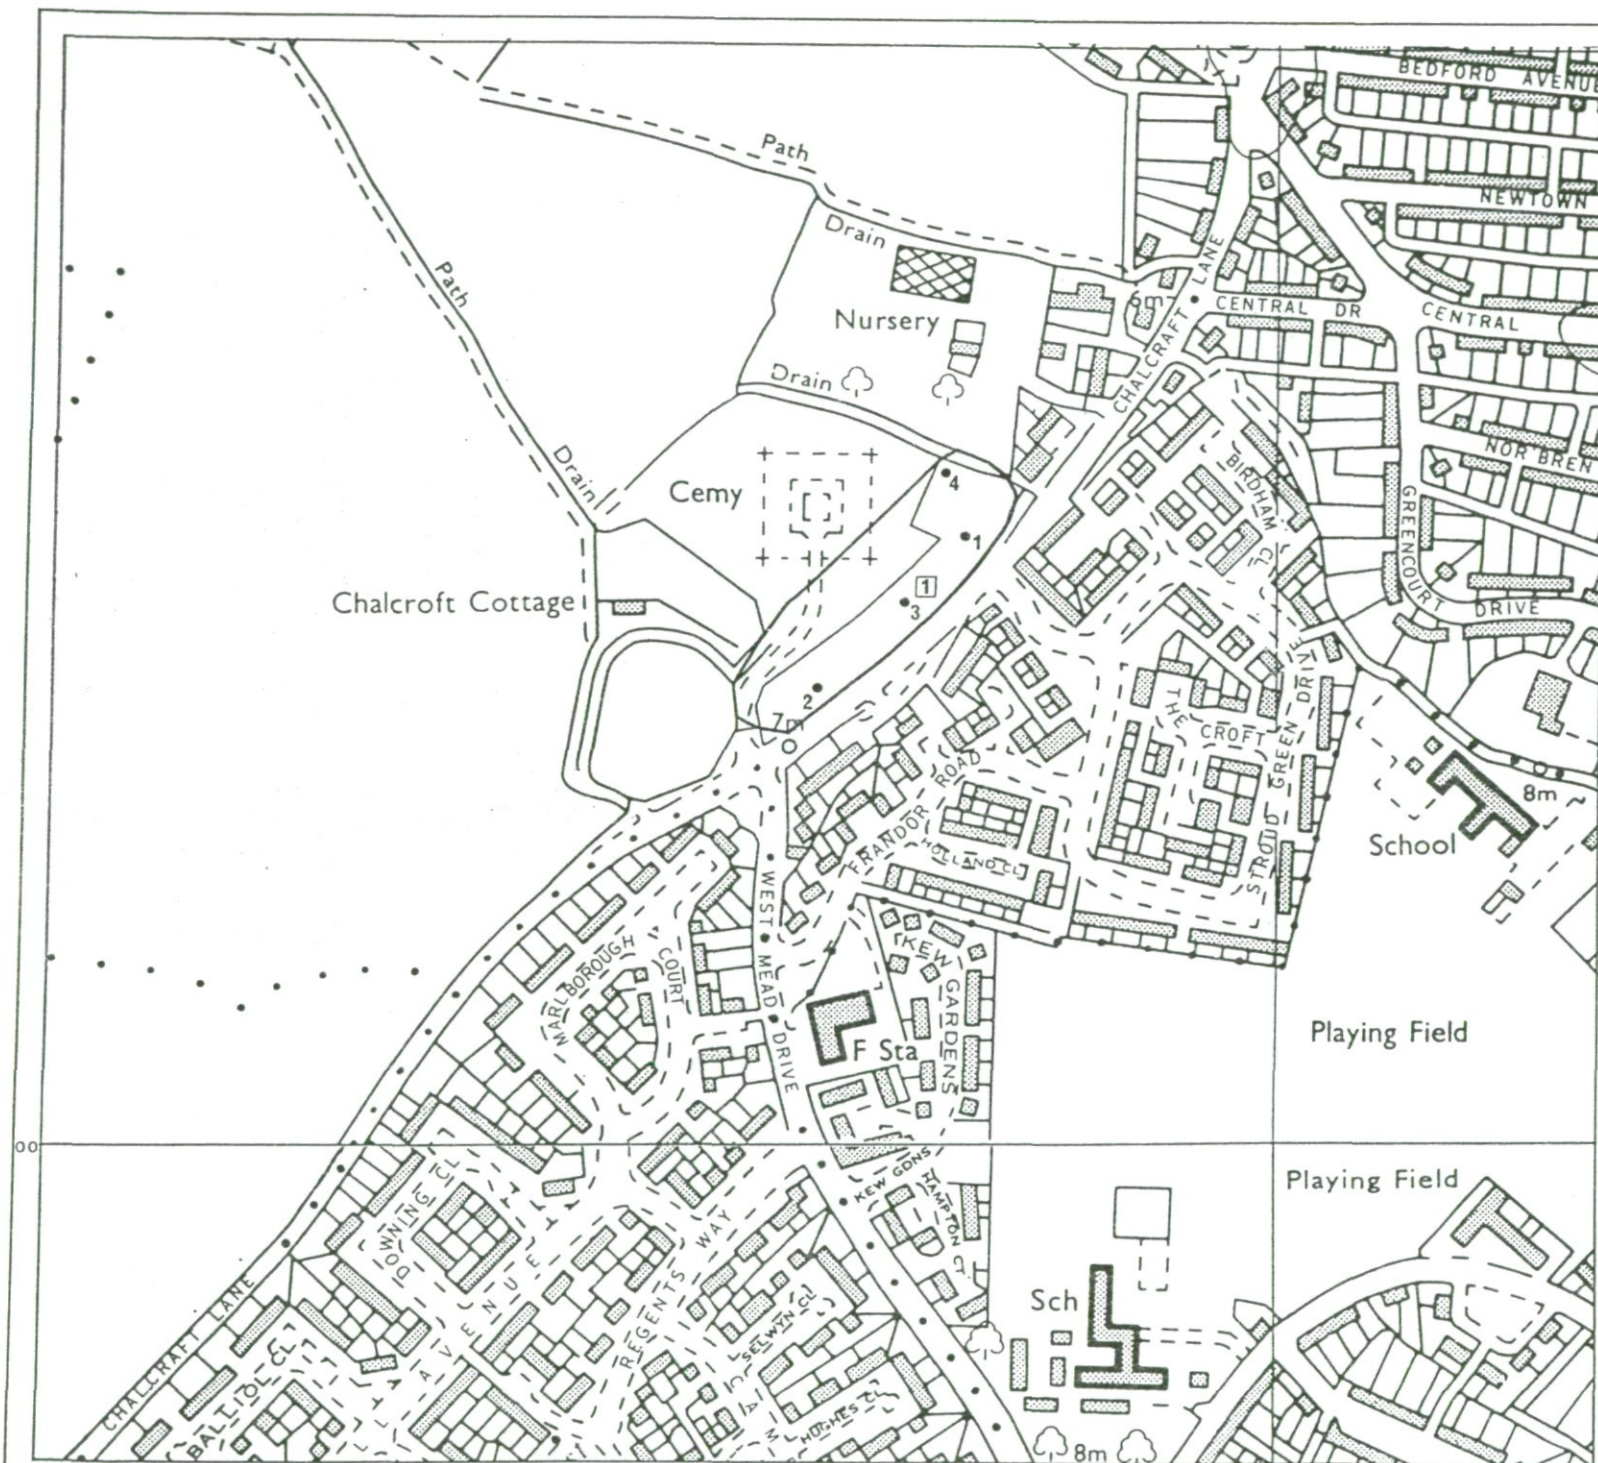 BEDFORD AVENUE
Path
NEWTOWN
Drain
Path
LANE
6m
CENTRAL DR
CENTRAL
Nursery
CHALCRAFT
Drain
BIRDHAM CL
NOR'BREN
Drain
Cemy
4
GREENCOURT DRIVE
1
1
Chalcroft Cottage
3
2
7m
THE CROFT
STROUD GREEN DRIVE
FRANDOR ROAD
8m
School
HOLLAND CL
WEST MEAD DRIVE
MARLBOROUGH COURT
KEW GARDENS
Playing Field
F Sta
00
KEW GDNS
HAMPTON CT
Playing Field
DOWNING CL
REGENTS WAY
AVENUE
Sch
CHALCRAFT LANE
SELWYN CL
BALLIOL CL
HUGHES CL
8m